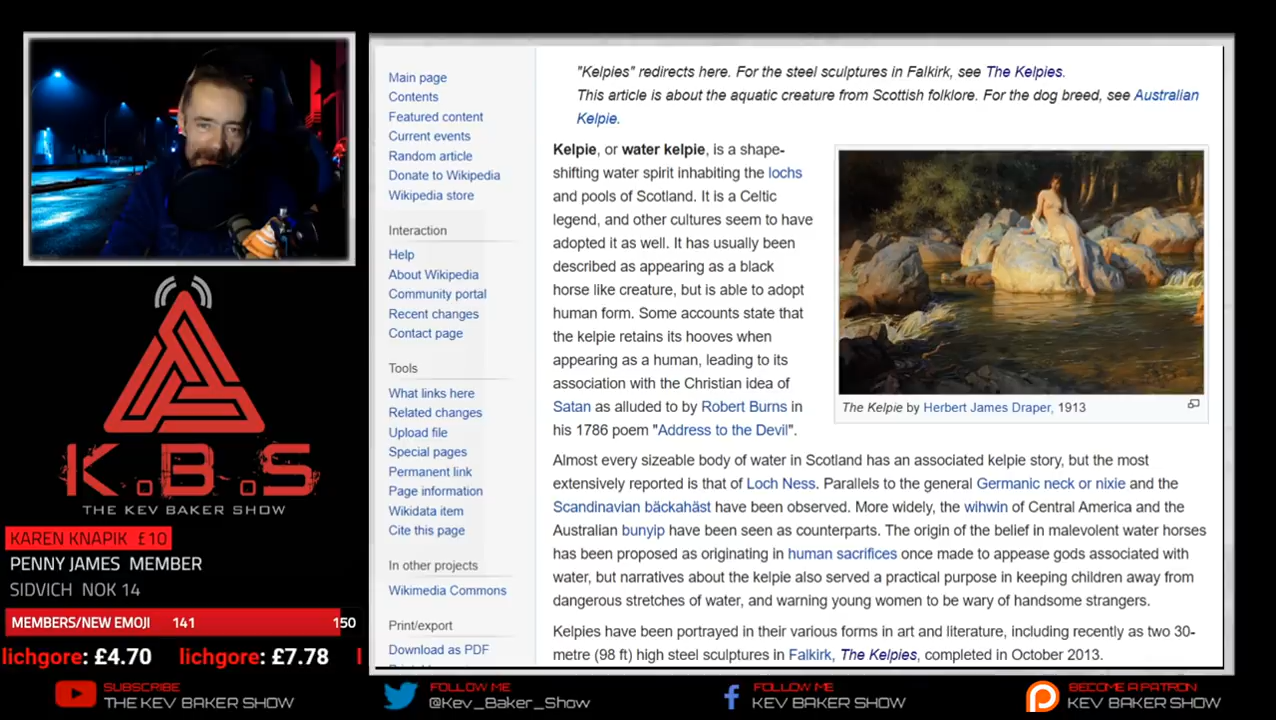 "Kelpies" redirects here. For the steel sculptures in Falkirk, see The Kelpies.
This article is about the aquatic creature from Scottish folklore. For the dog breed, see Australian
Kelpie.
Main page
Contents
Featured content
Current events
Random article
Donate to Wikipedia
Wikipedia store
Interaction
Help
About Wikipedia
Community portal
Recent changes
Contact page
Tools
What links here
Related changes
Upload file
Special pages
Permanent link
Page information
Wikidata item
Cite this page
In other projects
Wikimedia Commons
Print/export
Download as PDF
Kelpie, or water kelpie, is a shape-
shifting water spirit inhabiting the lochs
and pools of Scotland. It is a Celtic
legend, and other cultures seem to have
adopted it as well. It has usually been
described as appearing as a black
horse like creature, but is able to adopt
human form. Some accounts state that
the kelpie retains its hooves when
appearing as a human, leading to its
association with the Christian idea of
Satan as alluded to by Robert Burns in
his 1786 poem "Address to the Devil".
The Kelpie by Herbert James Draper, 1913
Almost every sizeable body of water in Scotland has an associated kelpie story, but the most
extensively reported is that of Loch Ness. Parallels to the general Germanic neck or nixie and the
Scandinavian bäckahäst have been observed. More widely, the wihwin of Central America and the
Australian bunyip have been seen as counterparts. The origin of the belief in malevolent water horses
has been proposed as originating in human sacrifices once made to appease gods associated with
water, but narratives about the kelpie also served a practical purpose in keeping children away from
dangerous stretches of water, and warning young women to be wary of handsome strangers.
Kelpies have been portrayed in their various forms in art and literature, including recently as two 30-
metre (98 ft) high steel sculptures in Falkirk, The Kelpies, completed in October 2013.
K.B.S
THE KEV BAKER SHOW
KAREN KNAPIK £10
PENNY JAMES MEMBER
SIDVICH NOK 14
MEMBERS/NEW EMOJI 141 150
lichgore: £4.70 lichgore: £7.78
SUBSCRIBE
THE KEV BAKER SHOW
FOLLOW ME
@Kev_Baker_Show
FOLLOW ME
KEV BAKER SHOW
BECOME A PATRON
KEV BAKER SHOW